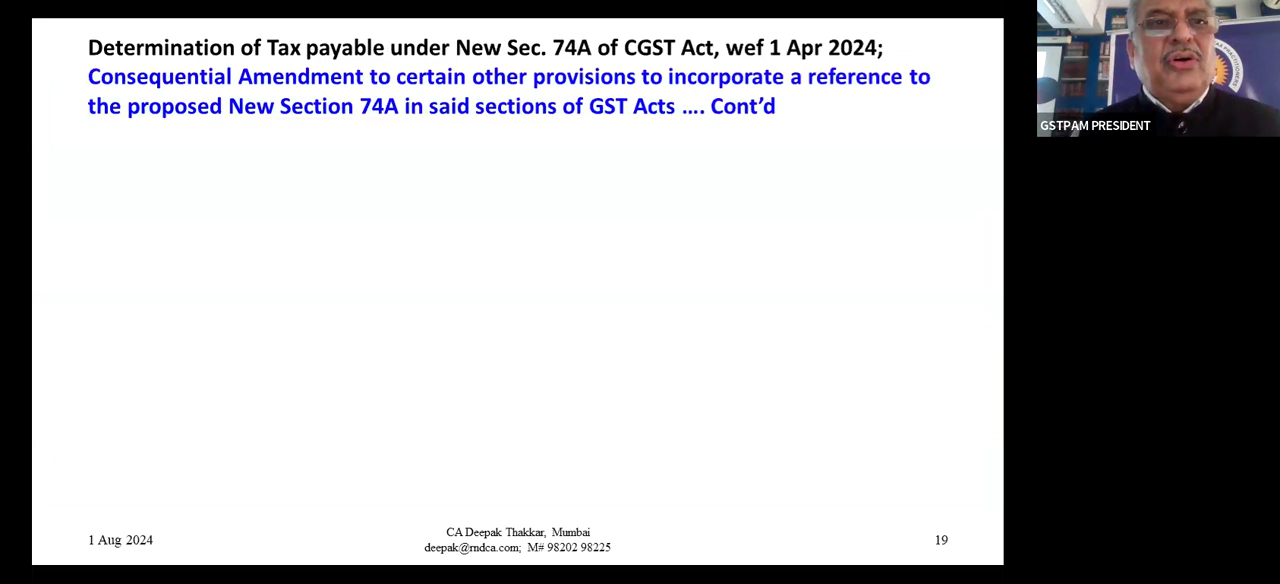 Determination of Tax payable under New Sec. 74A of CGST Act, wef 1 Apr 2024;
Consequential Amendment to certain other provisions to incorporate a reference to
the proposed New Section 74A in said sections of GST Acts .... Cont'd
GSTPAM PRESIDENT
1 Aug 2024
CA Deepak Thakkar, Mumbai
deepak@rndca.com; M# 98202 98225
19